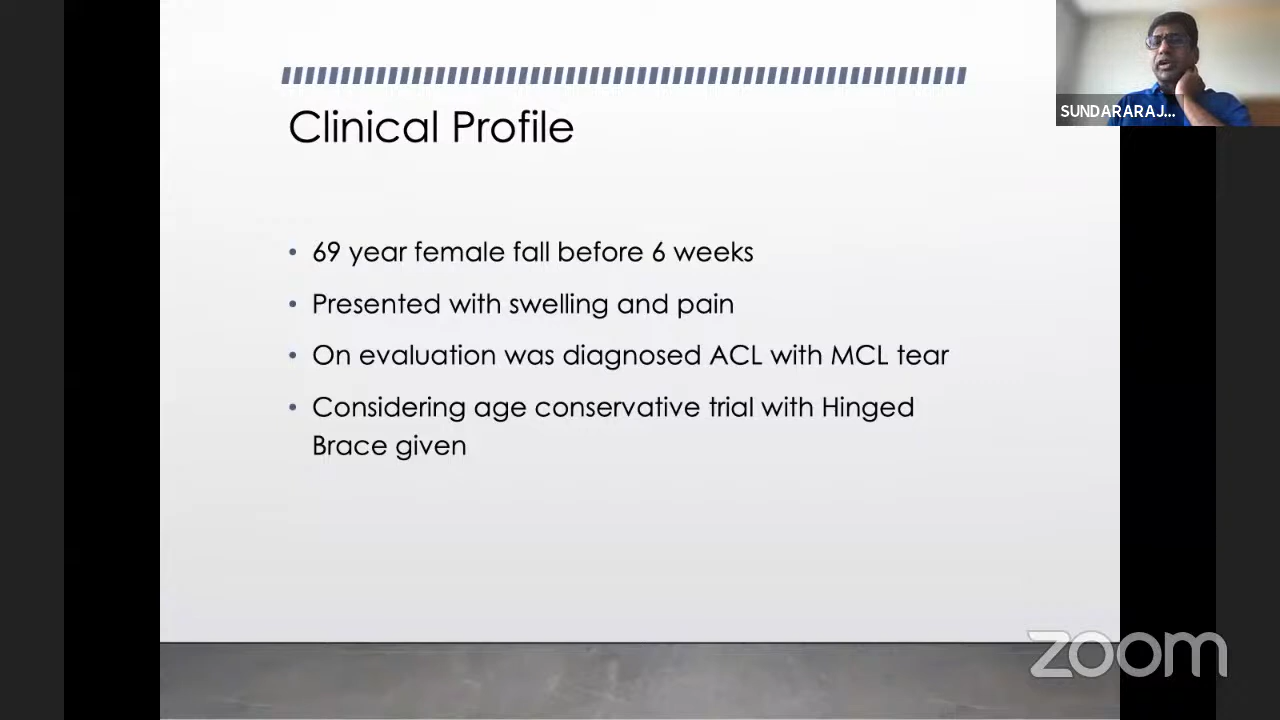 SUNDARARAJ...
Clinical Profile
• 69 year female fall before 6 weeks
• Presented with swelling and pain
• On evaluation was diagnosed ACL with MCL tear
• Considering age conservative trial with Hinged
Brace given
zoom